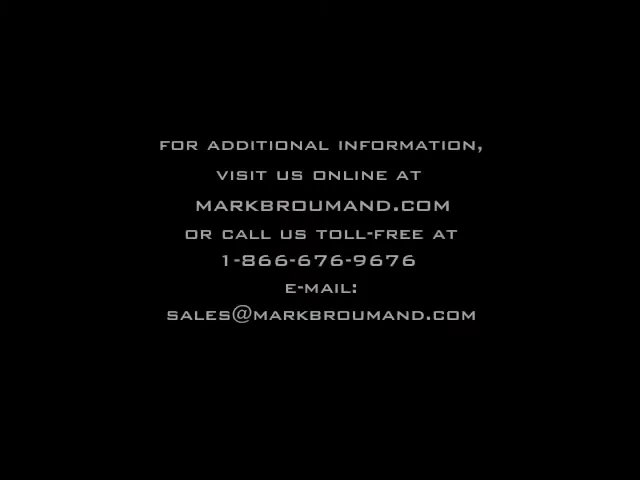 FOR ADDITIONAL INFORMATION,
VISIT US ONLINE AT
MARKBROUMAND.COM
OR CALL US TOLL-FREE AT
1-866-676-9676
E-MAIL:
SALES@MARKBROUMAND.COM